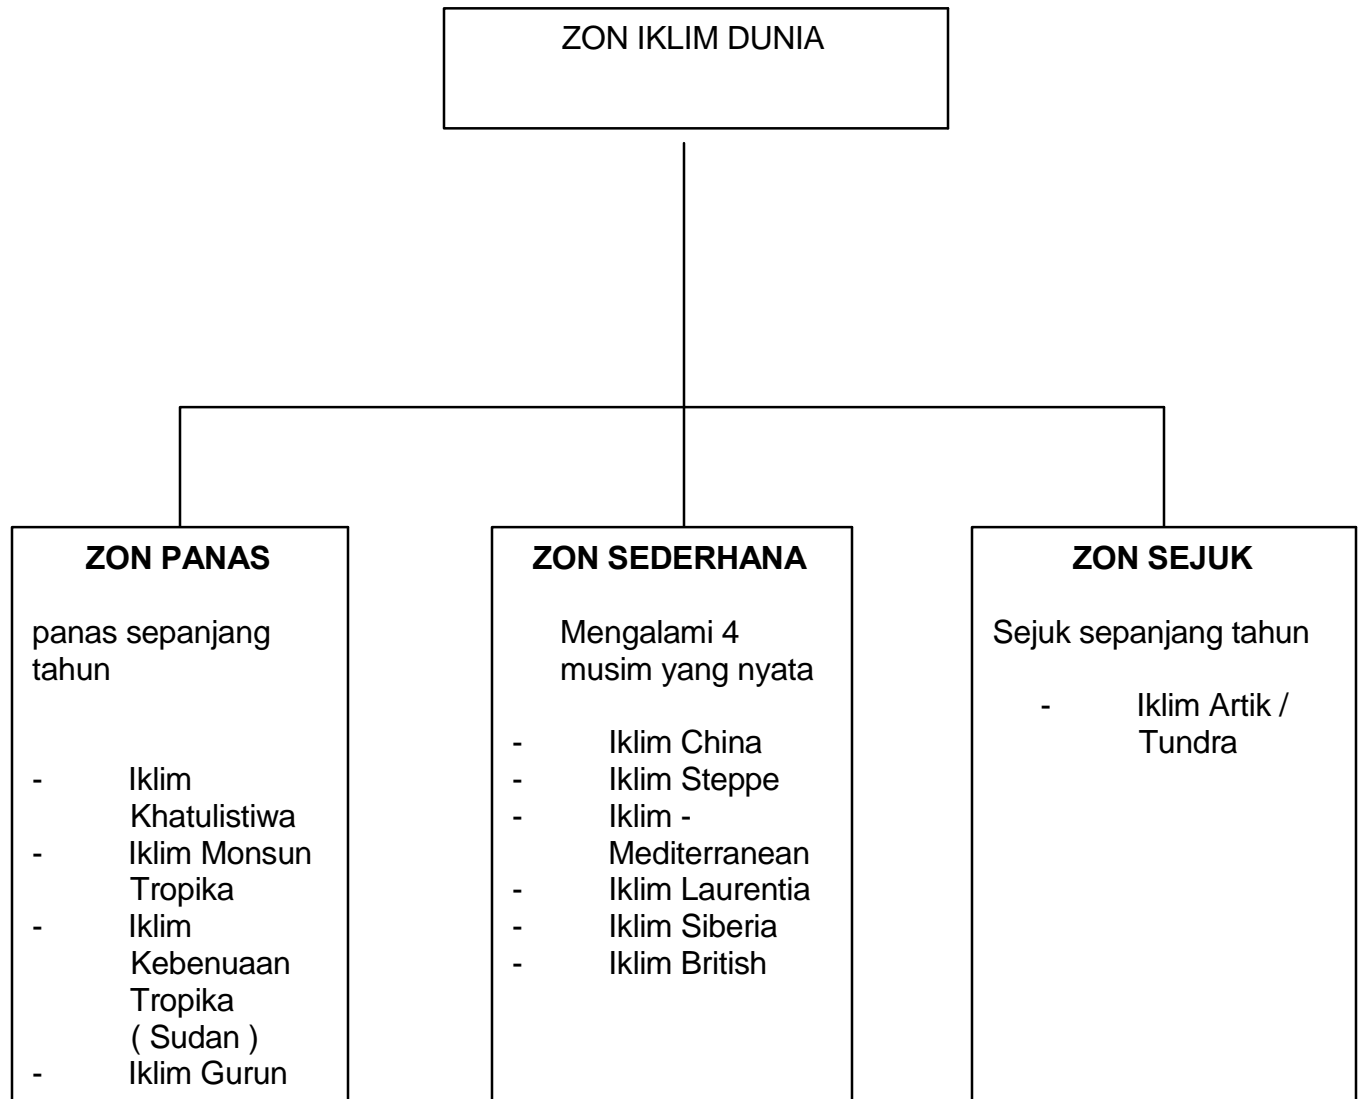 ZON IKLIM DUNIA
ZON PANAS
panas sepanjang
tahun
- Iklim
Khatulistiwa
- Iklim Monsun
Tropika
- Iklim
Kebenuaan
Tropika
( Sudan )
- Iklim Gurun
ZON SEDERHANA
Mengalami 4
musim yang nyata
- Iklim China
- Iklim Steppe
- Iklim -
Mediterranean
- Iklim Laurentia
- Iklim Siberia
- Iklim British
ZON SEJUK
Sejuk sepanjang tahun
- Iklim Artik /
Tundra